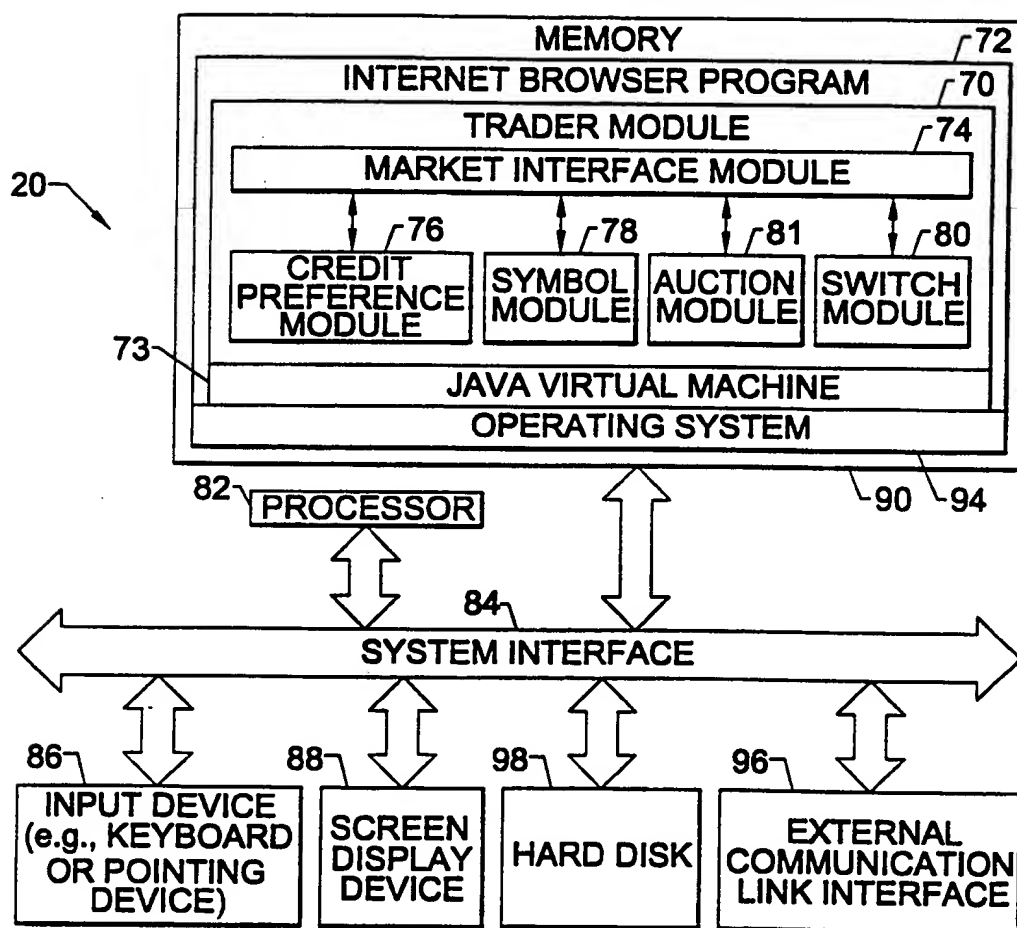 MEMORY
72
INTERNET BROWSER PROGRAM
70
TRADER MODULE
74
MARKET INTERFACE MODULE
20
76
78
81
80
CREDIT
PREFERENCE
MODULE
SYMBOL
MODULE
AUCTION
MODULE
SWITCH
MODULE
73
JAVA VIRTUAL MACHINE
OPERATING SYSTEM
82
PROCESSOR
90
94
84
SYSTEM INTERFACE
86
88
98
96
INPUT DEVICE
(e.g., KEYBOARD
OR POINTING
DEVICE)
SCREEN
DISPLAY
DEVICE
HARD DISK
EXTERNAL
COMMUNICATION
LINK INTERFACE